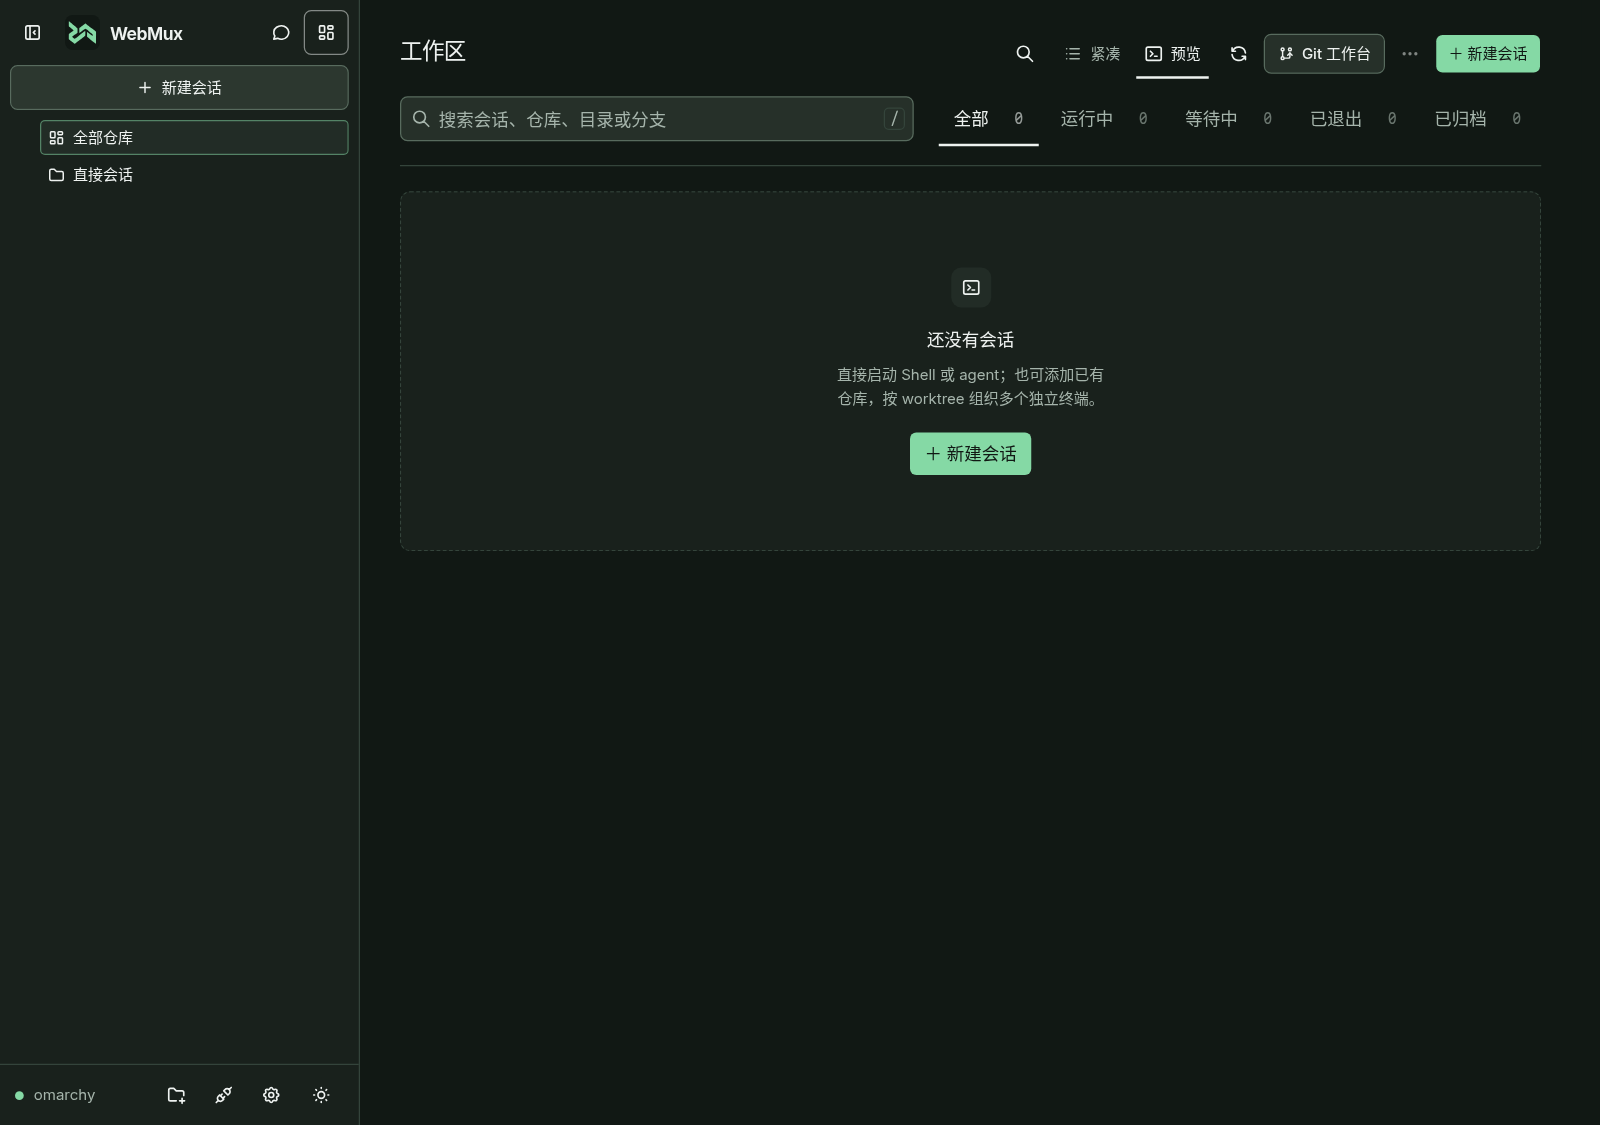 WebMux
新建会话
全部仓库
直接会话
omarchy
工作区
紧凑
预览
Git 工作台
新建会话
搜索会话、仓库、目录或分支
/
全部 0
运行中 0
等待中 0
已退出 0
已归档 0
还没有会话
直接启动 Shell 或 agent；也可添加已有
仓库，按 worktree 组织多个独立终端。
新建会话